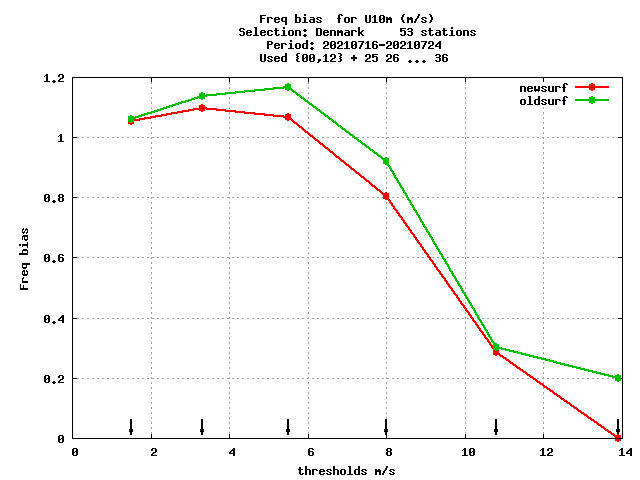 Freq bias  for U10m (m/s)
Selection: Denmark     53 stations
Period: 20210716-20210724
Used {00,12} + 25 26 ... 36
newsurf
oldsurf
1.2
1
0.8
0.6
0.4
0.2
0
Freq bias
0 2 4 6 8 10 12 14
thresholds m/s